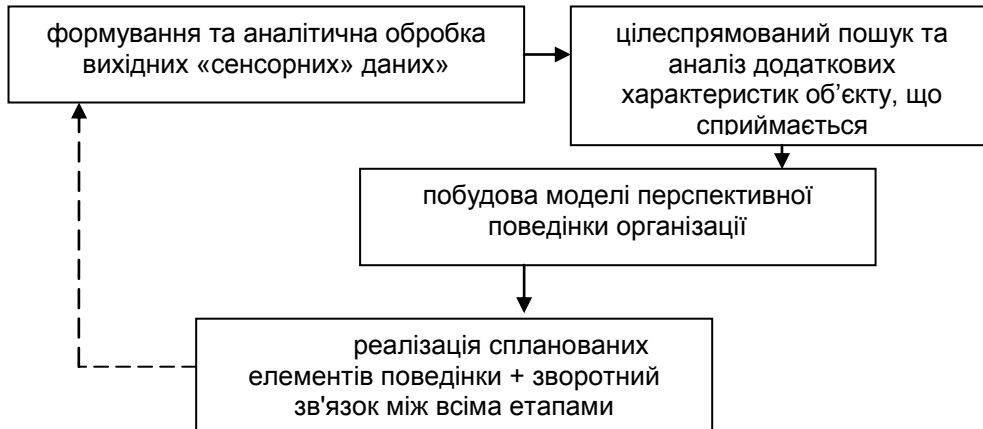 формування та аналітична обробка
вихідних «сенсорних» даних»
цілеспрямований пошук та
аналіз додаткових
характеристик об’єкту, що
сприймається
побудова моделі перспективної
поведінки організації
реалізація спланованих
елементів поведінки + зворотний
зв'язок між всіма етапами